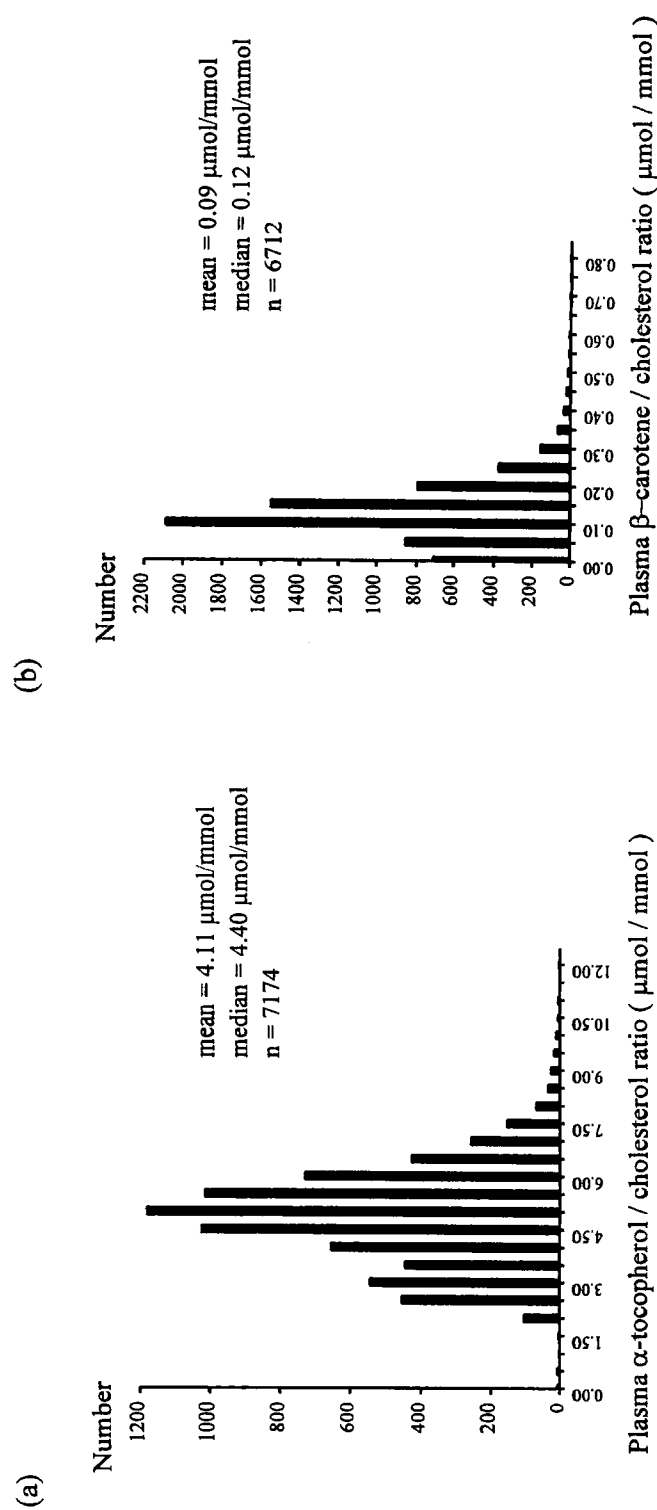 (a)
Number
1200
1000
800
600
400
200
0
mean = 4.11 μmol/mmol
median = 4.40 μmol/mmol
n = 7174
0.00 1.50 3.00 4.50 6.00 7.50 9.00 10.50 12.00
Plasma α-tocopherol / cholesterol ratio ( μmol / mmol )
(b)
Number
2200
2000
1800
1600
1400
1200
1000
800
600
400
200
0
mean = 0.09 μmol/mmol
median = 0.12 μmol/mmol
n = 6712
0.00 0.10 0.20 0.30 0.40 0.50 0.60 0.70 0.80
Plasma β-carotene / cholesterol ratio ( μmol / mmol )